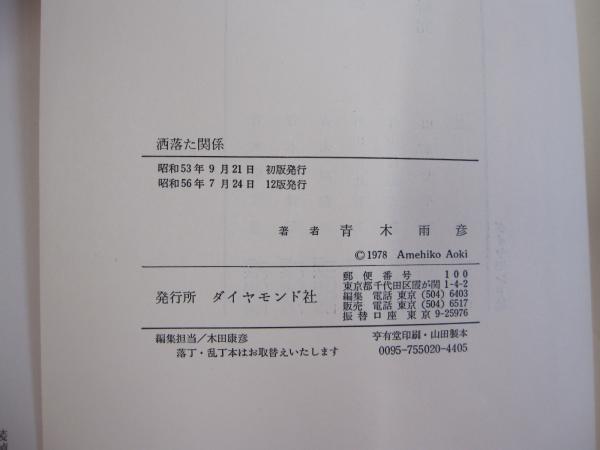 洒落た関係
昭和53年9月21日 初版発行
昭和56年7月24日 12版発行
著者 青木雨彦
©1978 Amehiko Aoki
発行所 ダイヤモンド社
郵便番号 100
東京都千代田区霞が関1-4-2
編集 電話 東京(504)6403
販売 電話 東京(504)6517
振替口座 東京9-25976
編集担当/木田康彦
落丁・乱丁本はお取替えいたします
亨有堂印刷・山田製本
0095-755020-4405